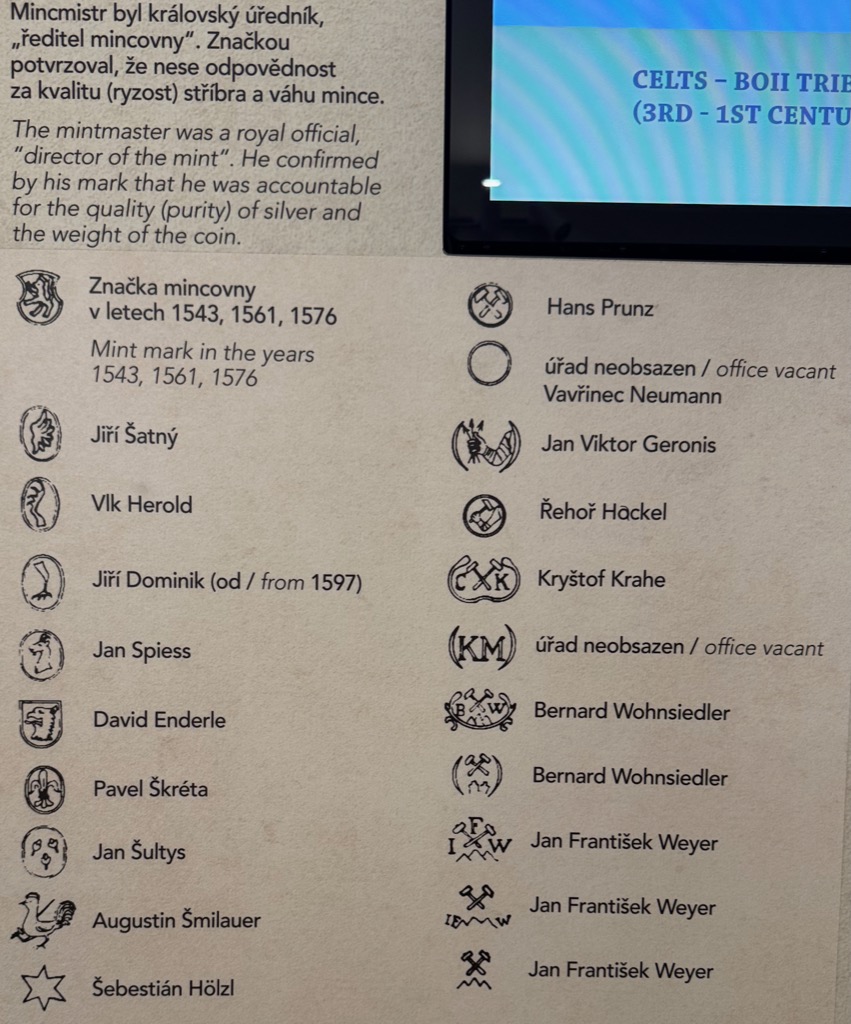 Mincmistr byl královský úředník,
„ředitel mincovny“. Značkou
potvrzoval, že nese odpovědnost
za kvalitu (ryzost) stříbra a váhu mince.
The mintmaster was a royal official,
“director of the mint“. He confirmed
by his mark that he was accountable
for the quality (purity) of silver and
the weight of the coin.
CELTS – BOII
(3RD - 1ST
Značka mincovny
v letech 1543, 1561, 1576
Mint mark in the years
1543, 1561, 1576
Jiří Šatný
Vlk Herold
Jiří Dominik (od / from 1597)
Jan Spiess
David Enderle
Pavel Škréta
Jan Šultys
Augustin Šmilauer
Šebestián Hölzl
Hans Prunz
úřad neobsazen / office vacant
Vavřinec Neumann
Jan Viktor Geronis
Řehoř Hackel
C K Kryštof Krahe
KM úřad neobsazen / office vacant
B W Bernard Wohnsiedler
Bernard Wohnsiedler
I F W Jan František Weyer
Jan František Weyer
Jan František Weyer